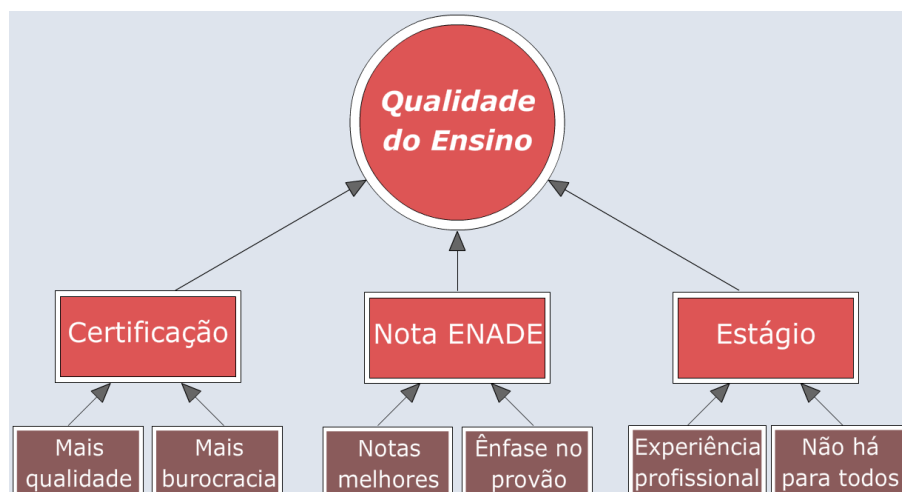 Qualidade
do Ensino
Certificação
Nota ENADE
Estágio
Mais
qualidade
Mais
burocracia
Notas
melhores
Ênfase no
provão
Experiência
profissional
Não há
para todos